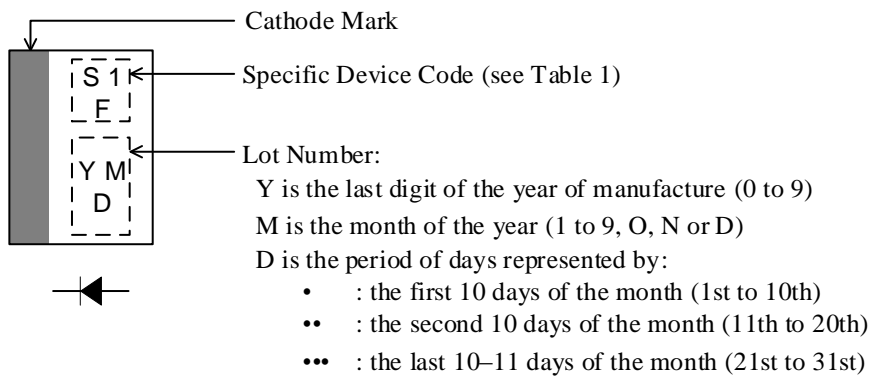 Cathode Mark
S 1
F
Specific Device Code (see Table 1)
Y M
D
Lot Number:
Y is the last digit of the year of manufacture (0 to 9)
M is the month of the year (1 to 9, O, N or D)
D is the period of days represented by:
• : the first 10 days of the month (1st to 10th)
•• : the second 10 days of the month (11th to 20th)
••• : the last 10–11 days of the month (21st to 31st)